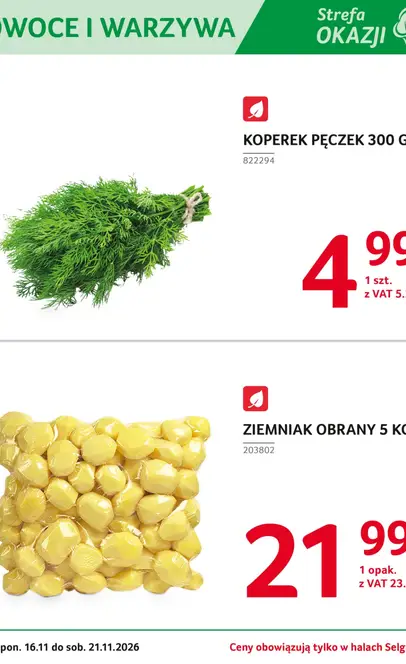 OWOCE I WARZYWA
Strefa
OKAZJI
KOPEREK PĘCZEK 300 G
822294
4 99
1 szt.
z VAT 5.
ZIEMNIAK OBRANY 5 KG
203802
21 99
1 opak.
z VAT 23.
pon. 16.11 do sob. 21.11.2026
Ceny obowiązują tylko w halach Selg